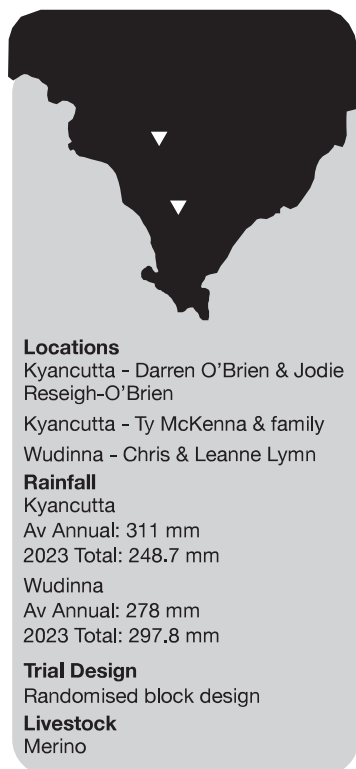 Locations
Kyancutta - Darren O'Brien & Jodie
Reseigh-O'Brien
Kyancutta - Ty McKenna & family
Wudinna - Chris & Leanne Lymn
Rainfall
Kyancutta
Av Annual: 311 mm
2023 Total: 248.7 mm
Wudinna
Av Annual: 278 mm
2023 Total: 297.8 mm
Trial Design
Randomised block design
Livestock
Merino